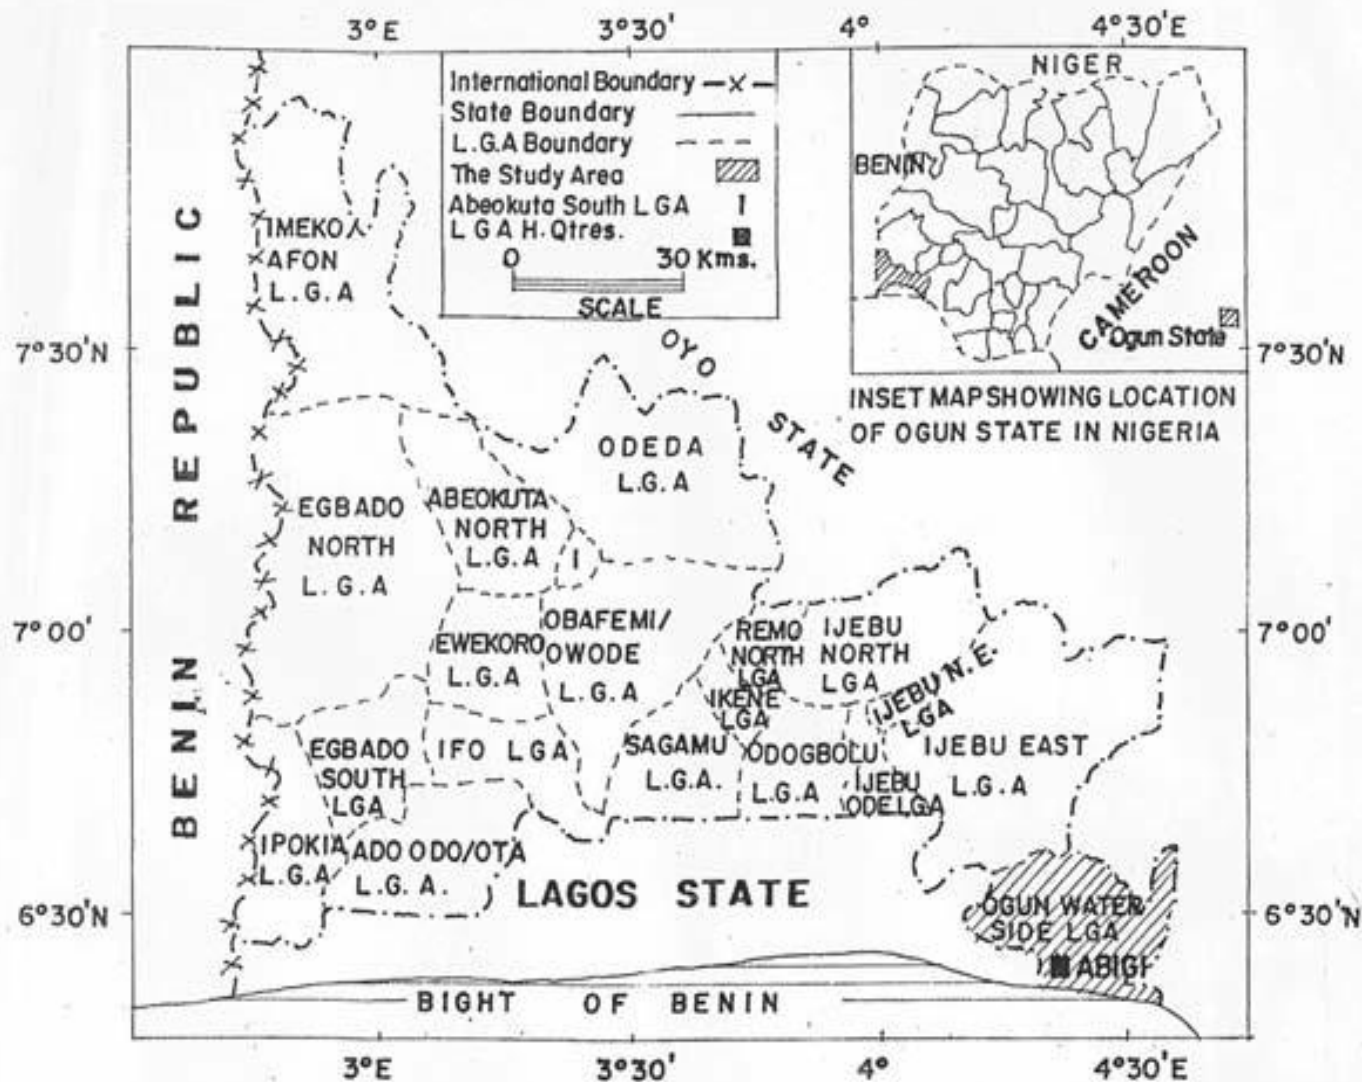 3°E
3°30'
4°
4°30'E
International Boundary
State Boundary
L.G.A Boundary
The Study Area
Abeokuta South LGA I
L G A H. Qtres.
0 30 Kms.
SCALE
NIGER
BENIN
CAMEROON
Ogun State
INSET MAP SHOWING LOCATION
OF OGUN STATE IN NIGERIA
7°30'N
7°30'N
BENIN REPUBLIC
IMEKO
AFON
L.G.A
OYO STATE
ODEDA
L.G.A
EGBADO
NORTH
L.G.A
ABEOKUTA
NORTH
L.G.A
I
7°00'
7°00'
EWEKORO
L.G.A
OBAFEMI/
OWODE
L.G.A
REMO
NORTH
LGA
IJEBU
NORTH
LGA
IJEBU N.E.
LGA
IKENE
LGA
EGBADO
SOUTH
LGA
IFO LGA
SAGAMU
L.G.A.
ODOGBOLU
L.G.A
IJEBU
ODE LGA
IJEBU EAST
L.G.A
IPOKIA
L.G.A
ADO ODO/OTA
L.G.A.
LAGOS STATE
6°30'N
OGUN WATER
SIDE LGA
ABIGI
6°30'N
BIGHT OF BENIN
3°E
3°30'
4°
4°30'E